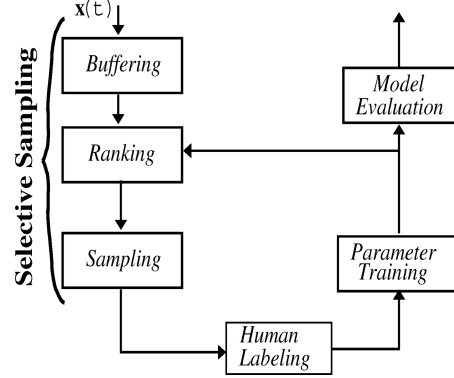 x(t)
Buffering
Ranking
Sampling
Selective Sampling
Human
Labeling
Parameter
Training
Model
Evaluation